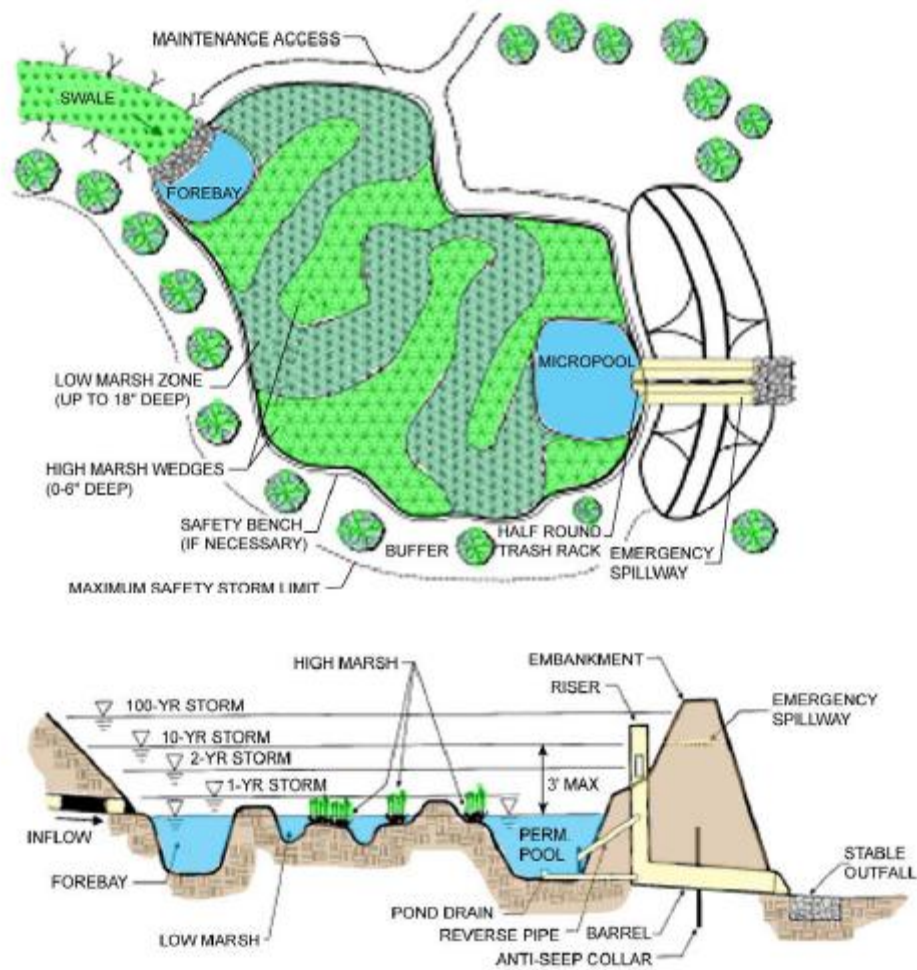 MAINTENANCE ACCESS
SWALE
FOREBAY
MICROPOOL
LOW MARSH ZONE
(UP TO 18" DEEP)
HIGH MARSH WEDGES
(0-6" DEEP)
SAFETY BENCH
(IF NECESSARY)
BUFFER
HALF ROUND
TRASH RACK
EMERGENCY
SPILLWAY
MAXIMUM SAFETY STORM LIMIT
HIGH MARSH
EMBANKMENT
RISER
EMERGENCY
SPILLWAY
100-YR STORM
10-YR STORM
2-YR STORM
1-YR STORM
3' MAX
INFLOW
PERM.
POOL
FOREBAY
STABLE
OUTFALL
POND DRAIN
LOW MARSH
REVERSE PIPE
BARREL
ANTI-SEEP COLLAR